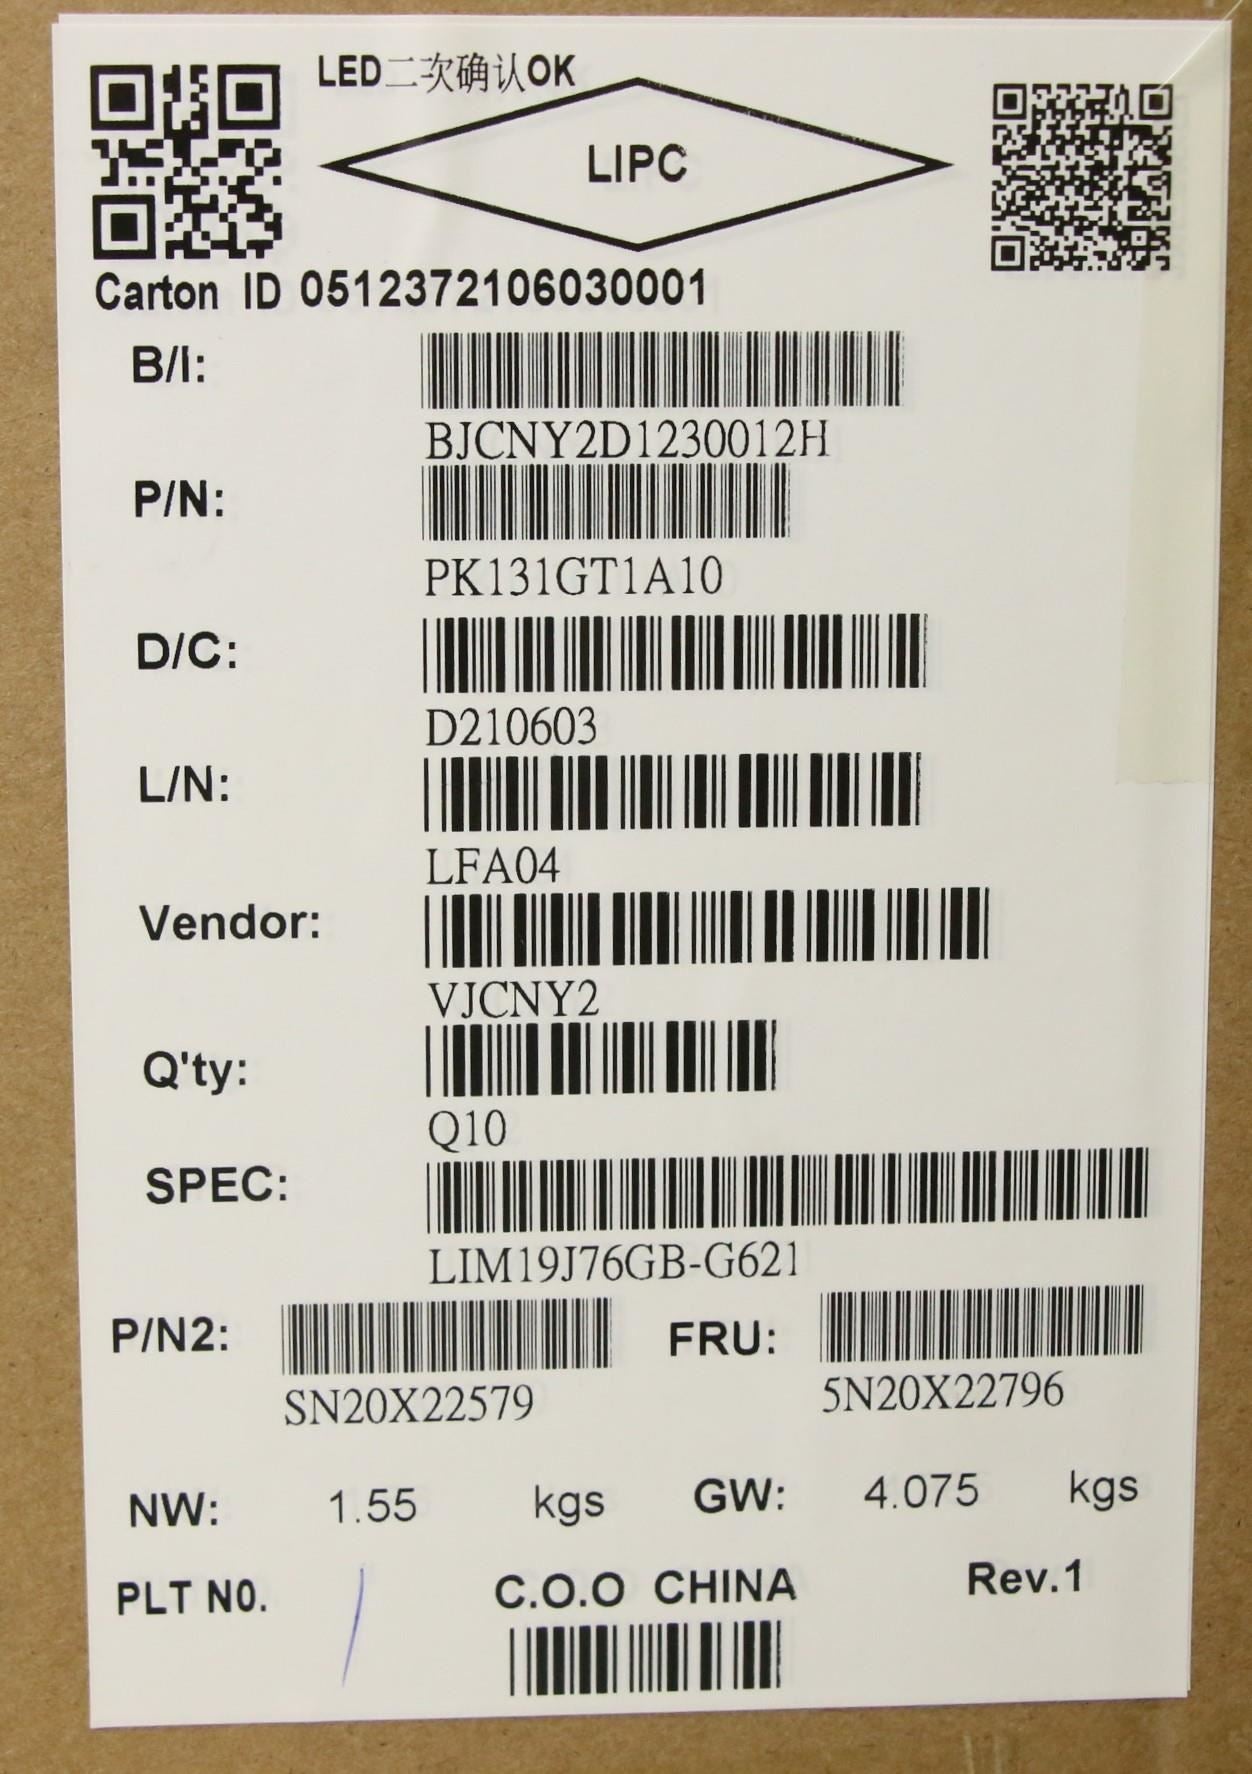 LED二次确认OK
LIPC
Carton ID 0512372106030001
B/I:
BJCNY2D1230012H
P/N:
PK131GT1A10
D/C:
D210603
L/N:
LFA04
Vendor:
VJCNY2
Q'ty:
Q10
SPEC:
LIM19J76GB-G621
P/N2: FRU:
SN20X22579 5N20X22796
NW: 1.55 kgs GW: 4.075 kgs
PLT N0. / C.O.O CHINA Rev.1